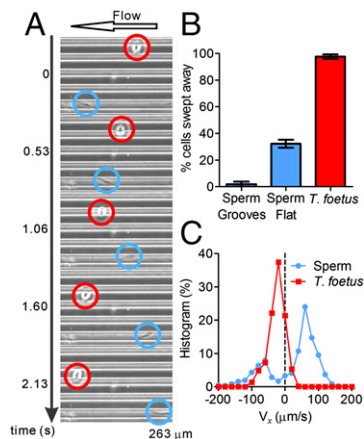 A
Flow
0
0.53
1.06
1.60
2.13
time (s)
263 µm
B
% cells swept away
120
100
80
60
40
20
0
Sperm Grooves
Sperm Flat
T. foetus
C
Sperm
T. foetus
Histogram (%)
40
30
20
10
0
-200
-100
0
100
200
Vx (µm/s)